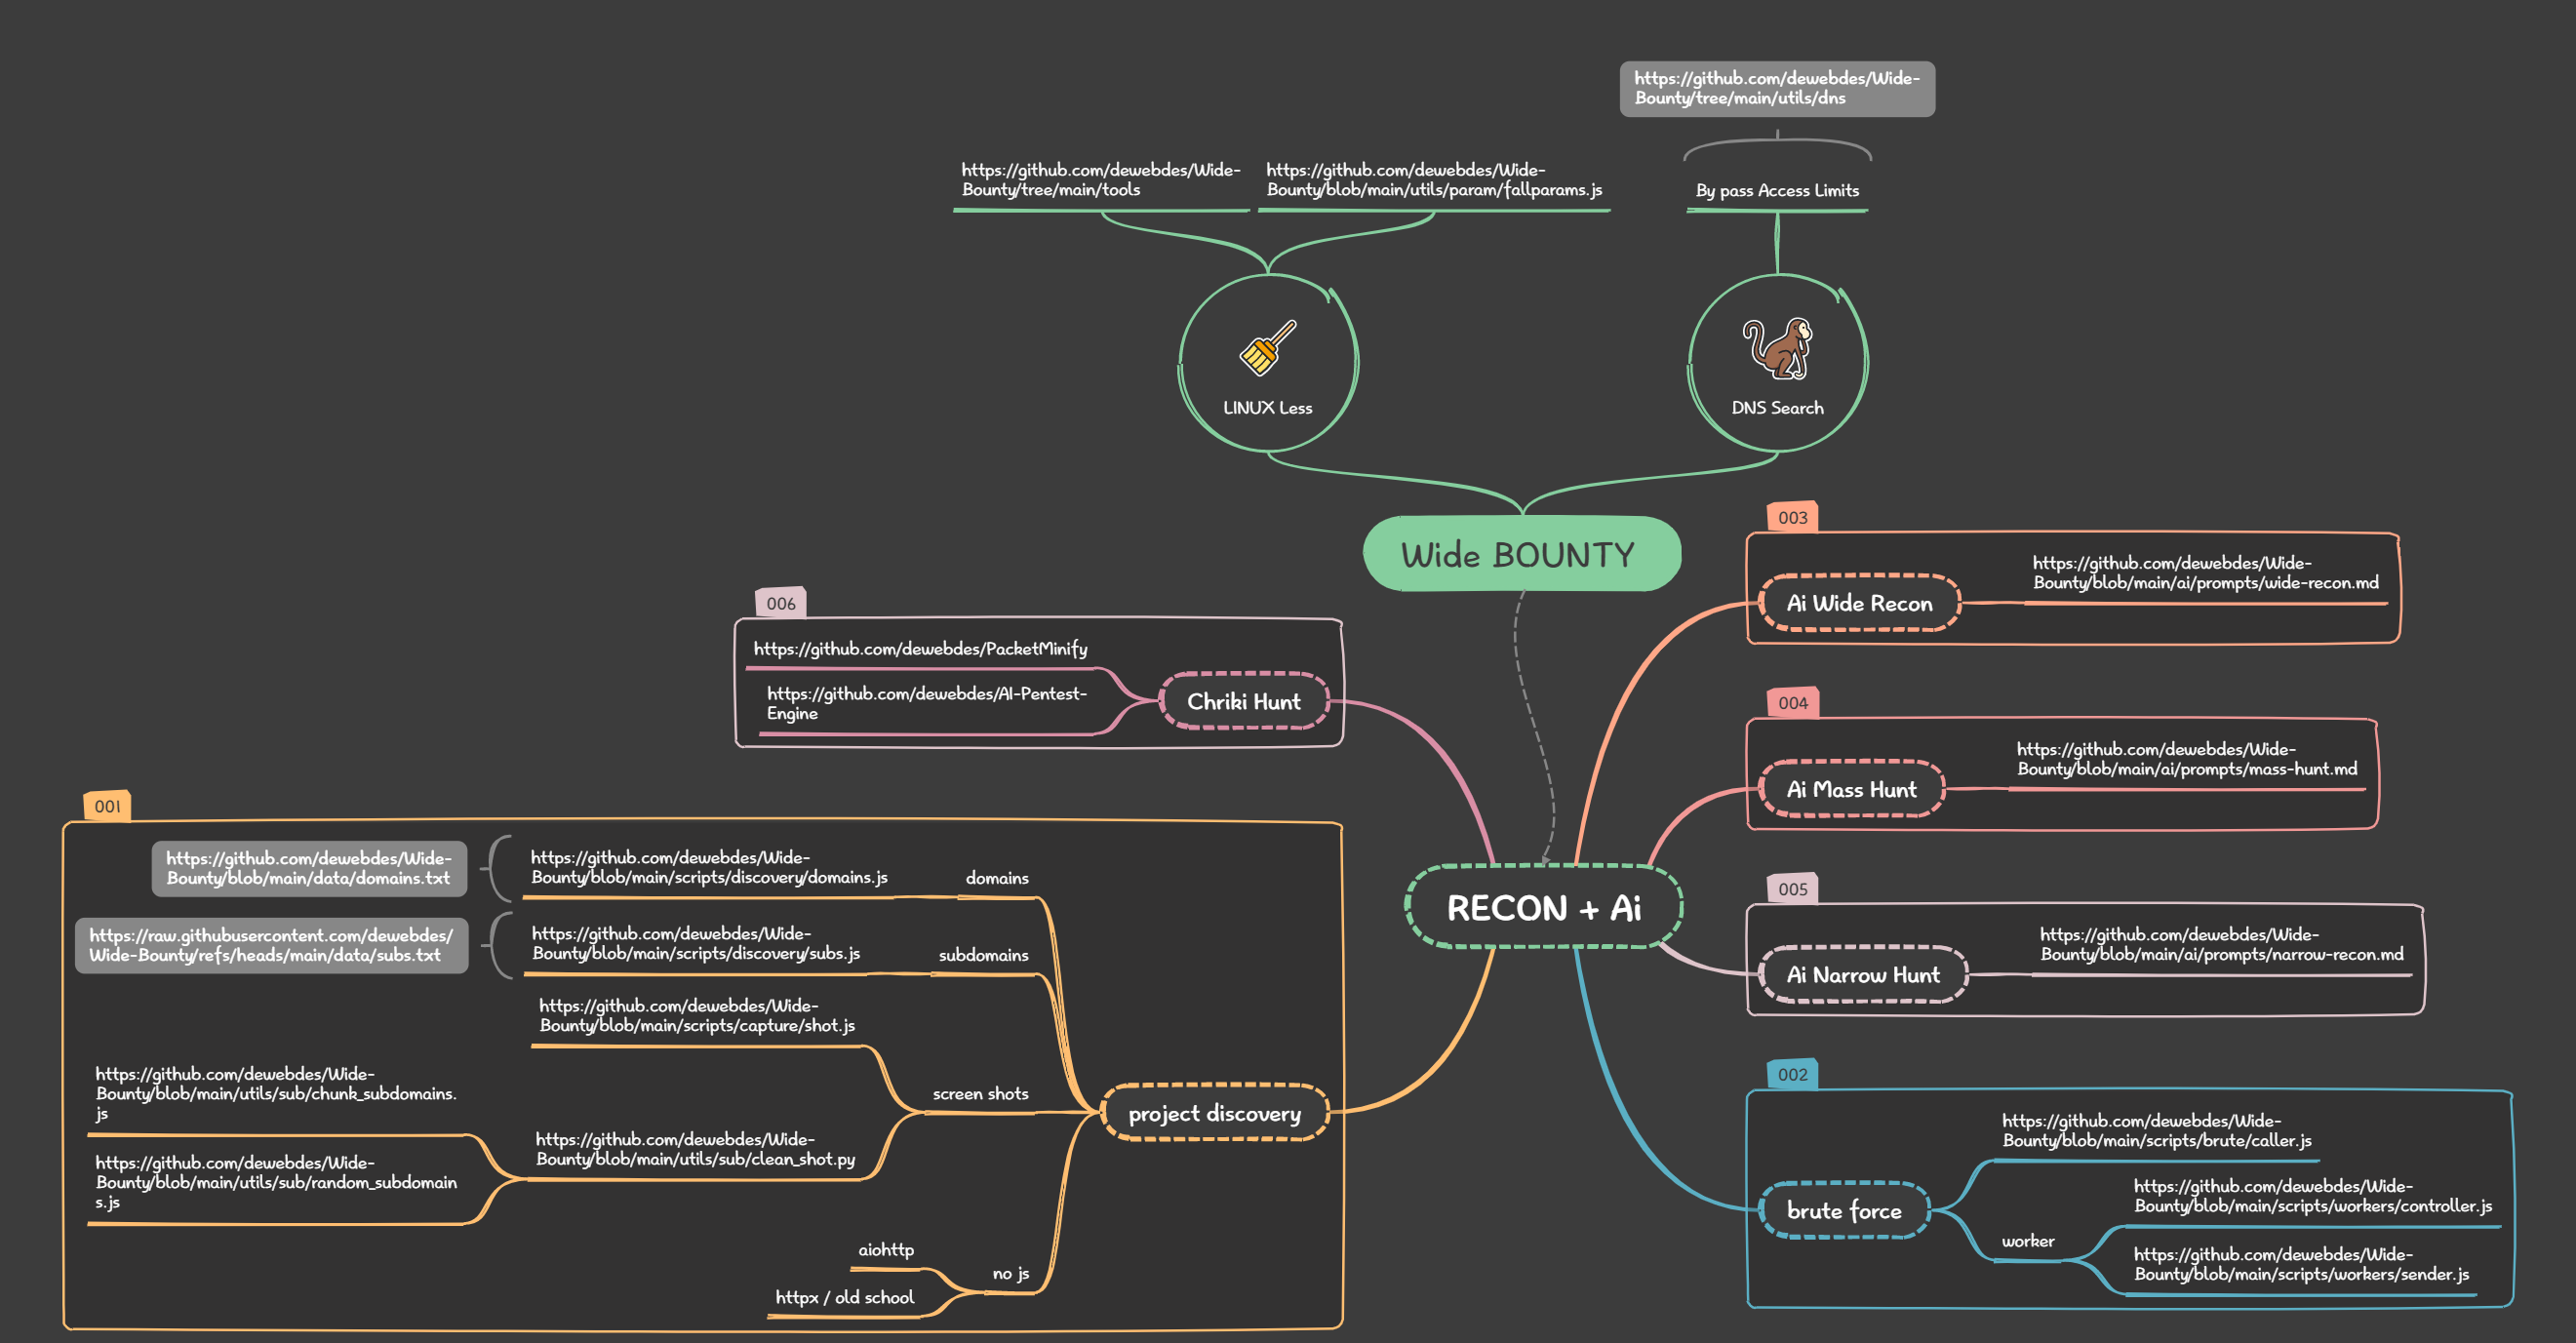 https://github.com/dewebdes/Wide-
Bounty/tree/main/utils/dns
https://github.com/dewebdes/Wide-
Bounty/tree/main/tools
https://github.com/dewebdes/Wide-
Bounty/blob/main/utils/param/fallparams.js
By pass Access Limits
LINUX Less
DNS Search
Wide BOUNTY
RECON + Ai
003
Ai Wide Recon
https://github.com/dewebdes/Wide-
Bounty/blob/main/ai/prompts/wide-recon.md
004
Ai Mass Hunt
https://github.com/dewebdes/Wide-
Bounty/blob/main/ai/prompts/mass-hunt.md
005
Ai Narrow Hunt
https://github.com/dewebdes/Wide-
Bounty/blob/main/ai/prompts/narrow-recon.md
002
brute force
https://github.com/dewebdes/Wide-
Bounty/blob/main/scripts/brute/caller.js
worker
https://github.com/dewebdes/Wide-
Bounty/blob/main/scripts/workers/controller.js
https://github.com/dewebdes/Wide-
Bounty/blob/main/scripts/workers/sender.js
006
https://github.com/dewebdes/PacketMinify
https://github.com/dewebdes/AI-Pentest-
Engine
Chriki Hunt
001
https://github.com/dewebdes/Wide-
Bounty/blob/main/data/domains.txt
https://github.com/dewebdes/Wide-
Bounty/blob/main/scripts/discovery/domains.js
domains
https://raw.githubusercontent.com/dewebdes/
Wide-Bounty/refs/heads/main/data/subs.txt
https://github.com/dewebdes/Wide-
Bounty/blob/main/scripts/discovery/subs.js
subdomains
https://github.com/dewebdes/Wide-
Bounty/blob/main/scripts/capture/shot.js
screen shots
https://github.com/dewebdes/Wide-
Bounty/blob/main/utils/sub/chunk_subdomains.
js
https://github.com/dewebdes/Wide-
Bounty/blob/main/utils/sub/random_subdomain
s.js
https://github.com/dewebdes/Wide-
Bounty/blob/main/utils/sub/clean_shot.py
project discovery
aiohttp
httpx / old school
no js